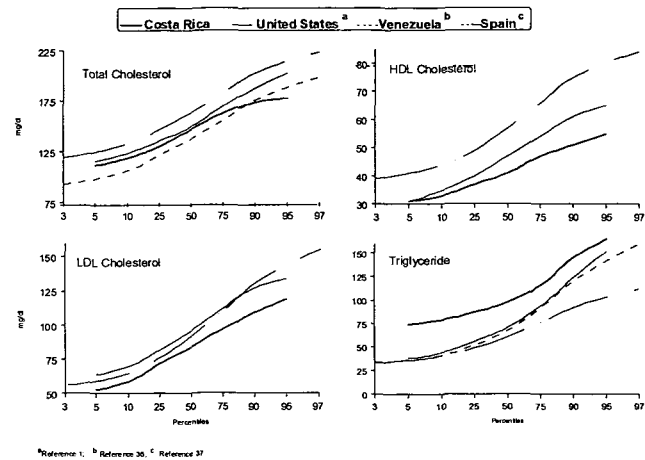 Costa Rica United States a Venezuela b Spain c
Total Cholesterol
mg/dl
225
175
125
75
3 5 10 25 50 75 90 95 97
HDL Cholesterol
80
70
60
50
40
30
3 5 10 25 50 75 90 95 97
LDL Cholesterol
mg/dl
150
125
100
75
50
3 5 10 25 50 75 90 95 97
Percentiles
Triglyceride
150
125
100
75
50
25
0
3 5 10 25 50 75 90 95 97
Percentiles
a Reference 1, b Reference 36, c Reference 37